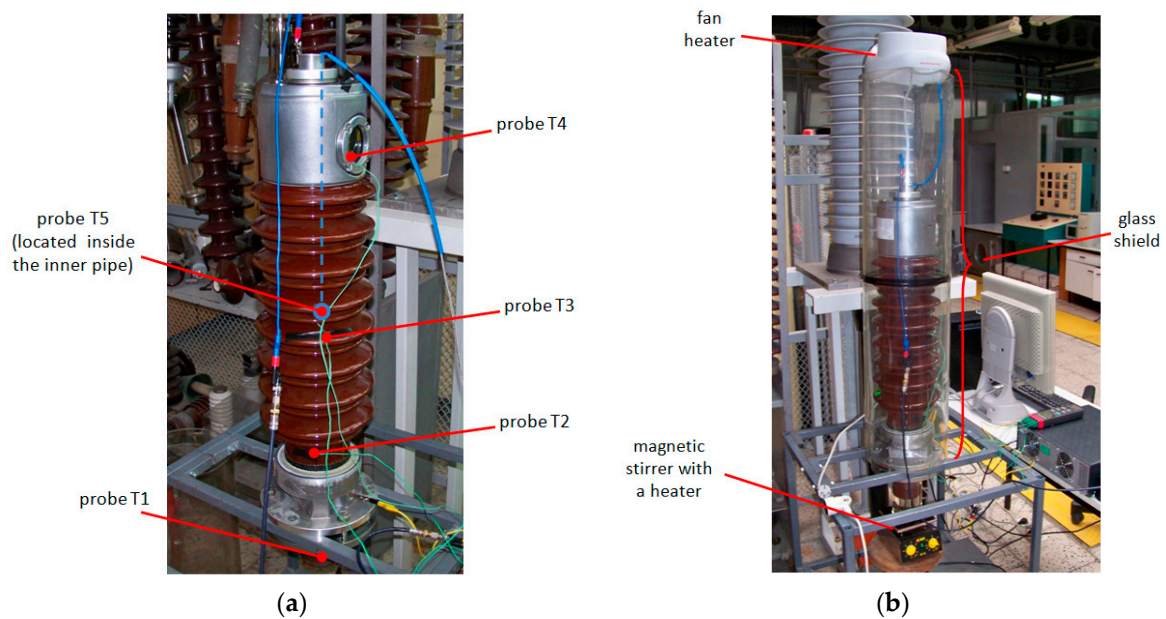 fan
heater
probe T4
probe T5
(located inside
the inner pipe)
glass
shield
probe T3
probe T2
magnetic
stirrer with
a heater
probe T1
(a)
(b)